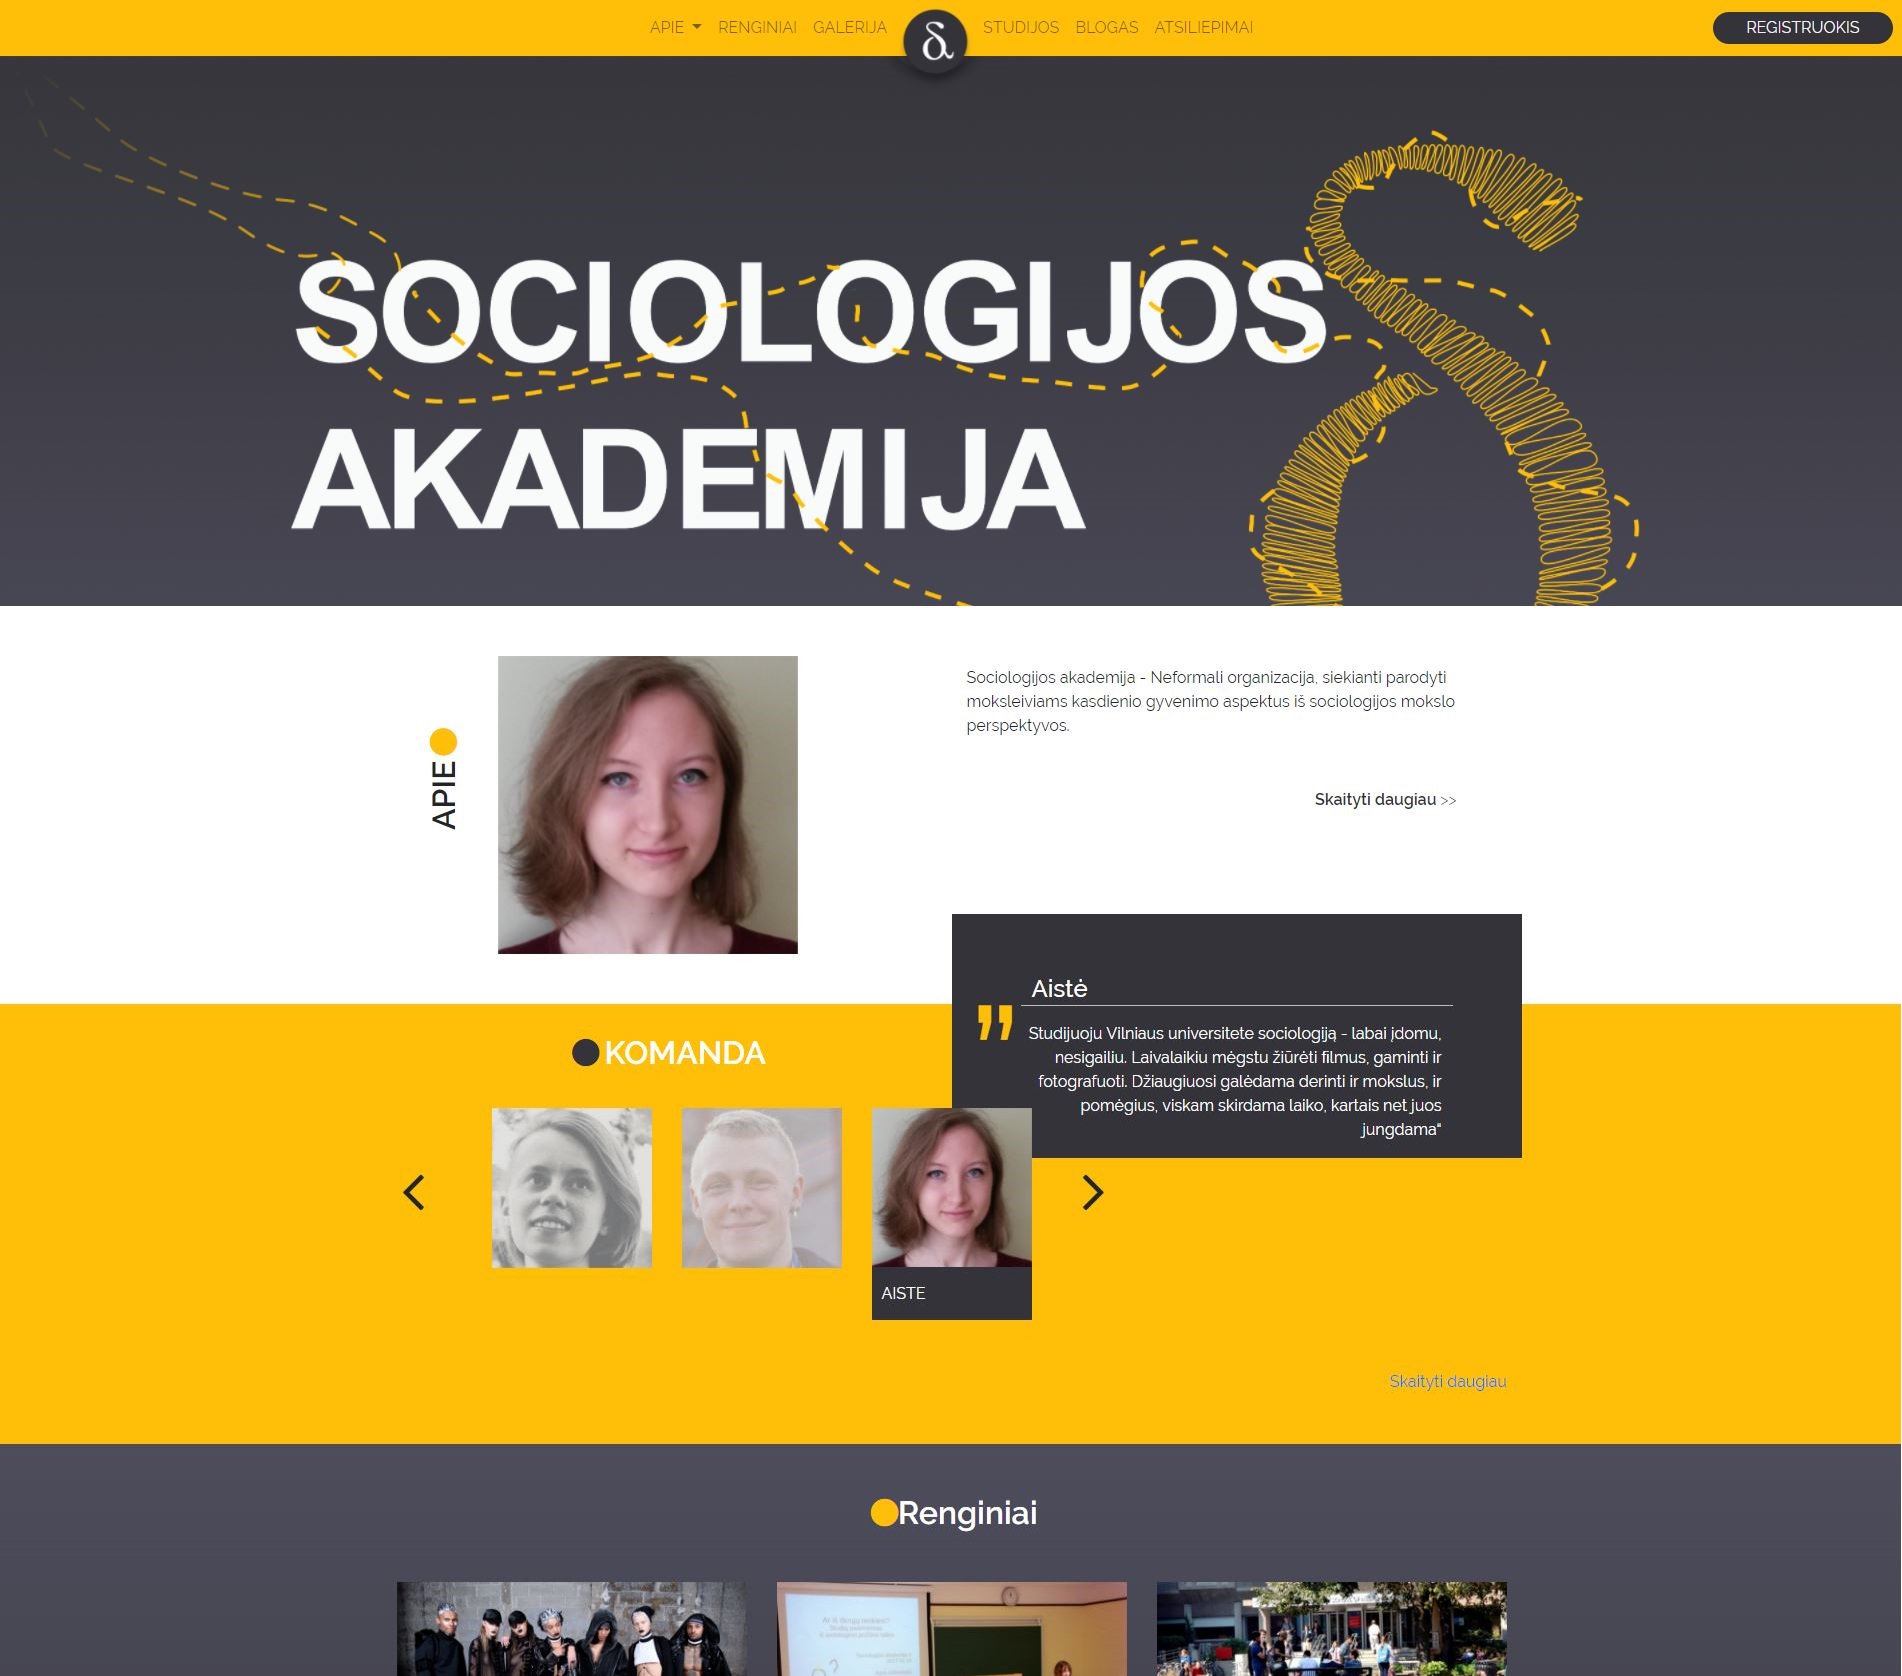 APIE
RENGINIAI
GALERIJA
δ
STUDIJOS
BLOGAS
ATSILIEPIMAI
REGISTRUOKIS
SOCIOLOGIJOS
AKADEMIJA
APIE
Sociologijos akademija - Neformali organizacija, siekianti parodyti
moksleiviams kasdienio gyvenimo aspektus iš sociologijos mokslo
perspektyvos.
Skaityti daugiau >>
Aistė
Studijuoju Vilniaus universitete sociologiją - labai įdomu,
nesigailiu. Laivalaikiu mėgstu žiūrėti filmus, gaminti ir
fotografuoti. Džiaugiuosi galėdama derinti ir mokslus, ir
pomėgius, viskam skirdama laiko, kartais net juos
jungdama“
KOMANDA
AISTE
Skaityti daugiau
Renginiai